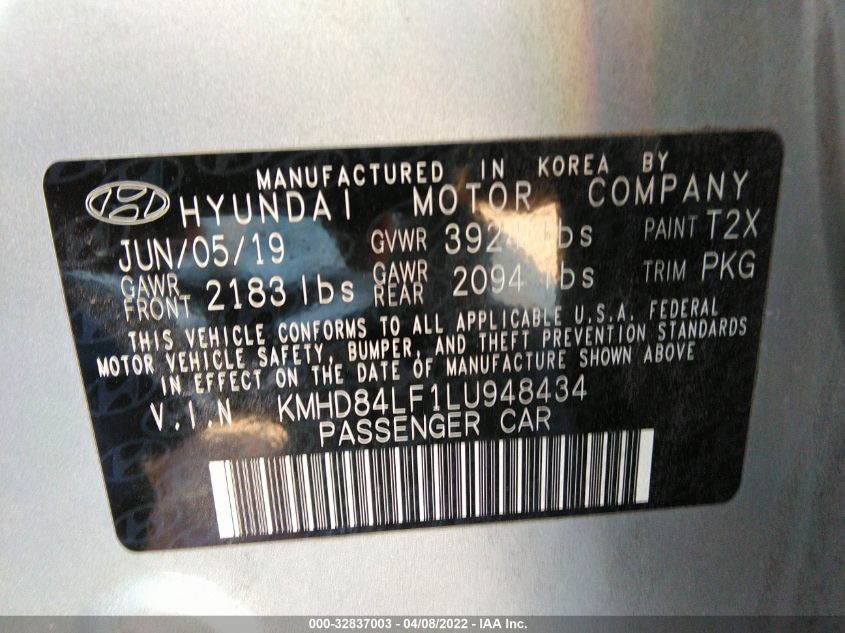 MANUFACTURED IN KOREA BY
HYUNDAI MOTOR COMPANY
JUN/05/19 GVWR PAINT T2X
GAWR FRONT 2183 lbs GAWR REAR 2094 lbs TRIM PKG
THIS VEHICLE CONFORMS TO ALL APPLICABLE U.S.A. FEDERAL
MOTOR VEHICLE SAFETY, BUMPER, AND THEFT PREVENTION STANDARDS
IN EFFECT ON THE DATE OF MANUFACTURE SHOWN ABOVE
V.I.N KMHD84LF1LU948434
PASSENGER CAR
000-32837003 - 04/08/2022 - IAA Inc.